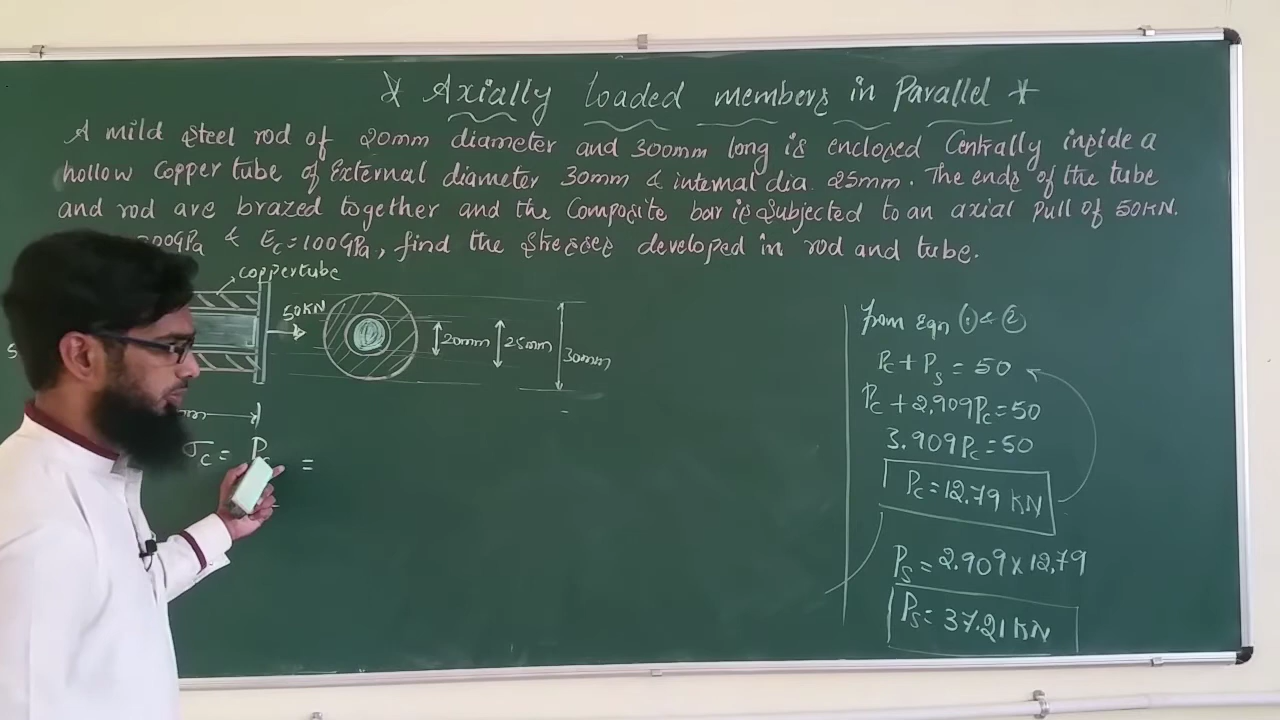 * Axially loaded members in Parallel *
A mild steel rod of 20mm diameter and 300mm long is enclosed Centrally inside a
hollow Copper tube of External diameter 30mm & internal dia. 25mm. The ends of the tube
and rod are brazed together and the Composite bar is subjected to an axial pull of 50KN.
200GPa & Ec=100GPa, find the stresses developed in rod and tube.
copper tube
50KN
20mm
25mm
30mm
σc = Pc =
from Eqn ① & ②
Pc + Ps = 50
Pc + 2.909Pc = 50
3.909Pc = 50
Pc = 12.79 KN
Ps = 2.909 x 12.79
Ps = 37.21 KN